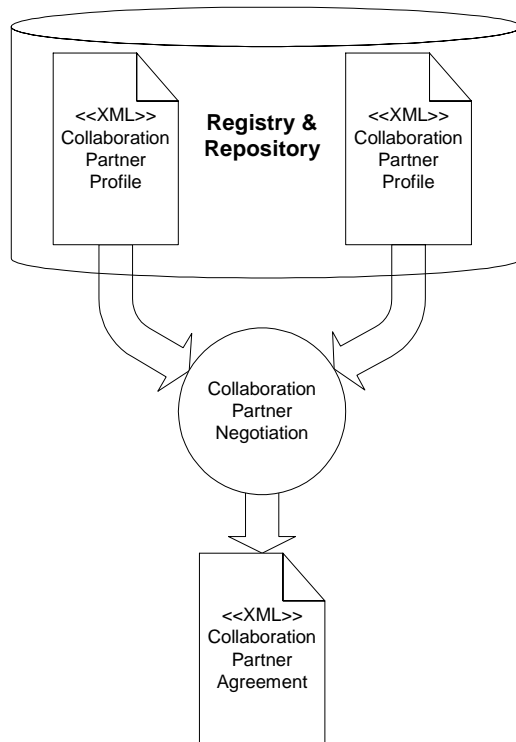 <<XML>>
Collaboration
Partner
Profile
Registry &
Repository
<<XML>>
Collaboration
Partner
Profile
Collaboration
Partner
Negotiation
<<XML>>
Collaboration
Partner
Agreement